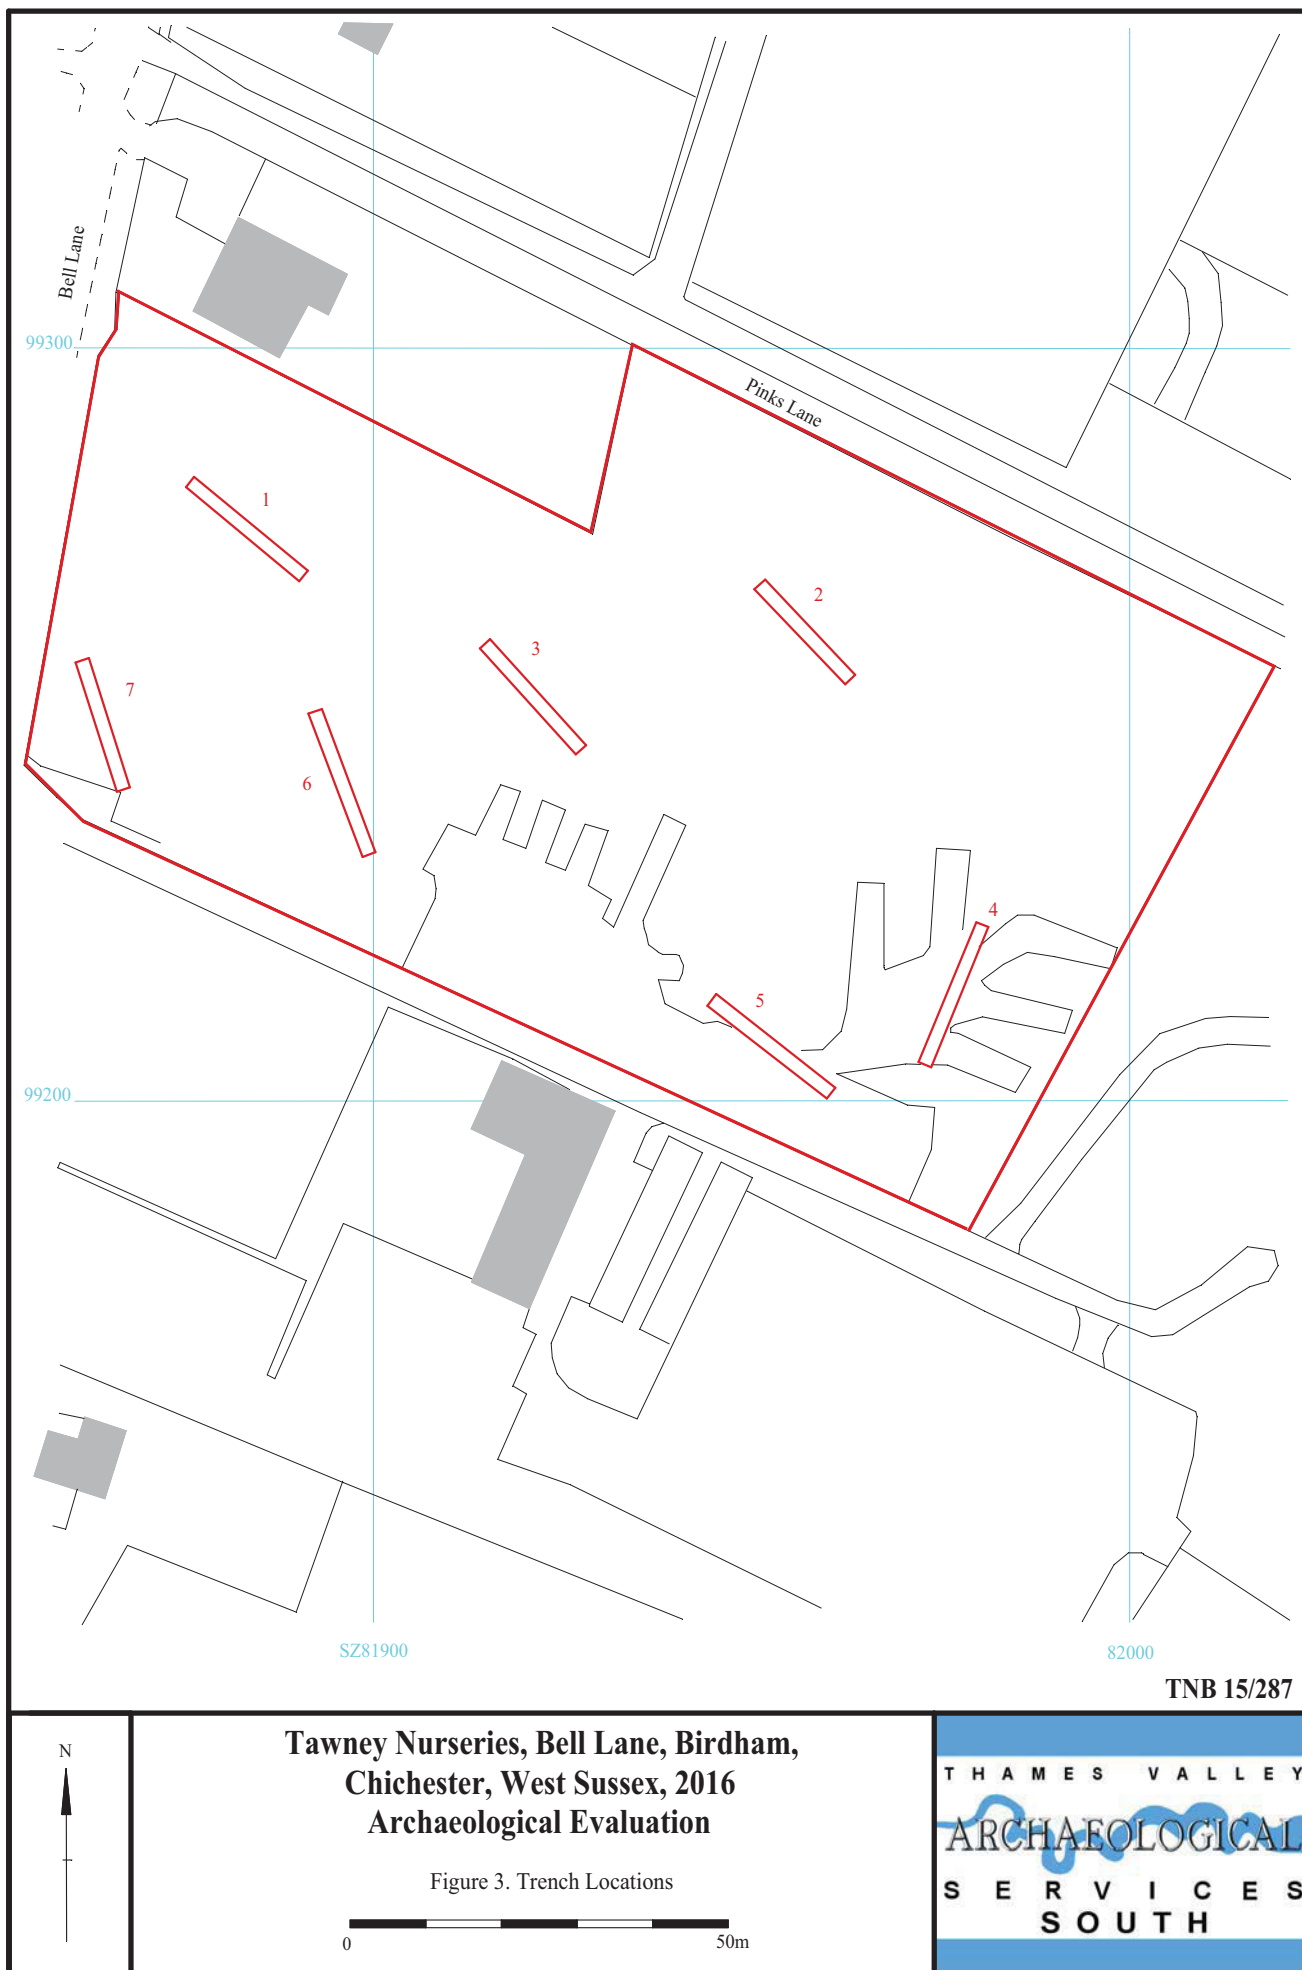 Bell Lane
99300
Pinks Lane
1
2
3
7
6
4
5
99200
SZ81900
82000
TNB 15/287
N
Tawney Nurseries, Bell Lane, Birdham,
Chichester, West Sussex, 2016
Archaeological Evaluation
Figure 3. Trench Locations
0 50m
THAMES VALLEY
ARCHAEOLOGICAL
SERVICES
SOUTH